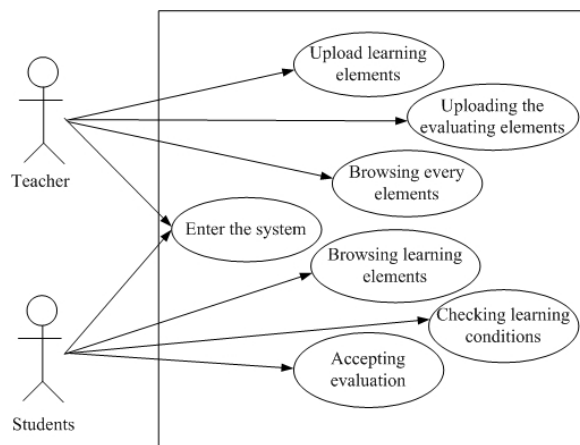 Upload learning
elements
Uploading the
evaluating elements
Teacher
Browsing every
elements
Enter the system
Browsing learning
elements
Checking learning
conditions
Accepting
evaluation
Students